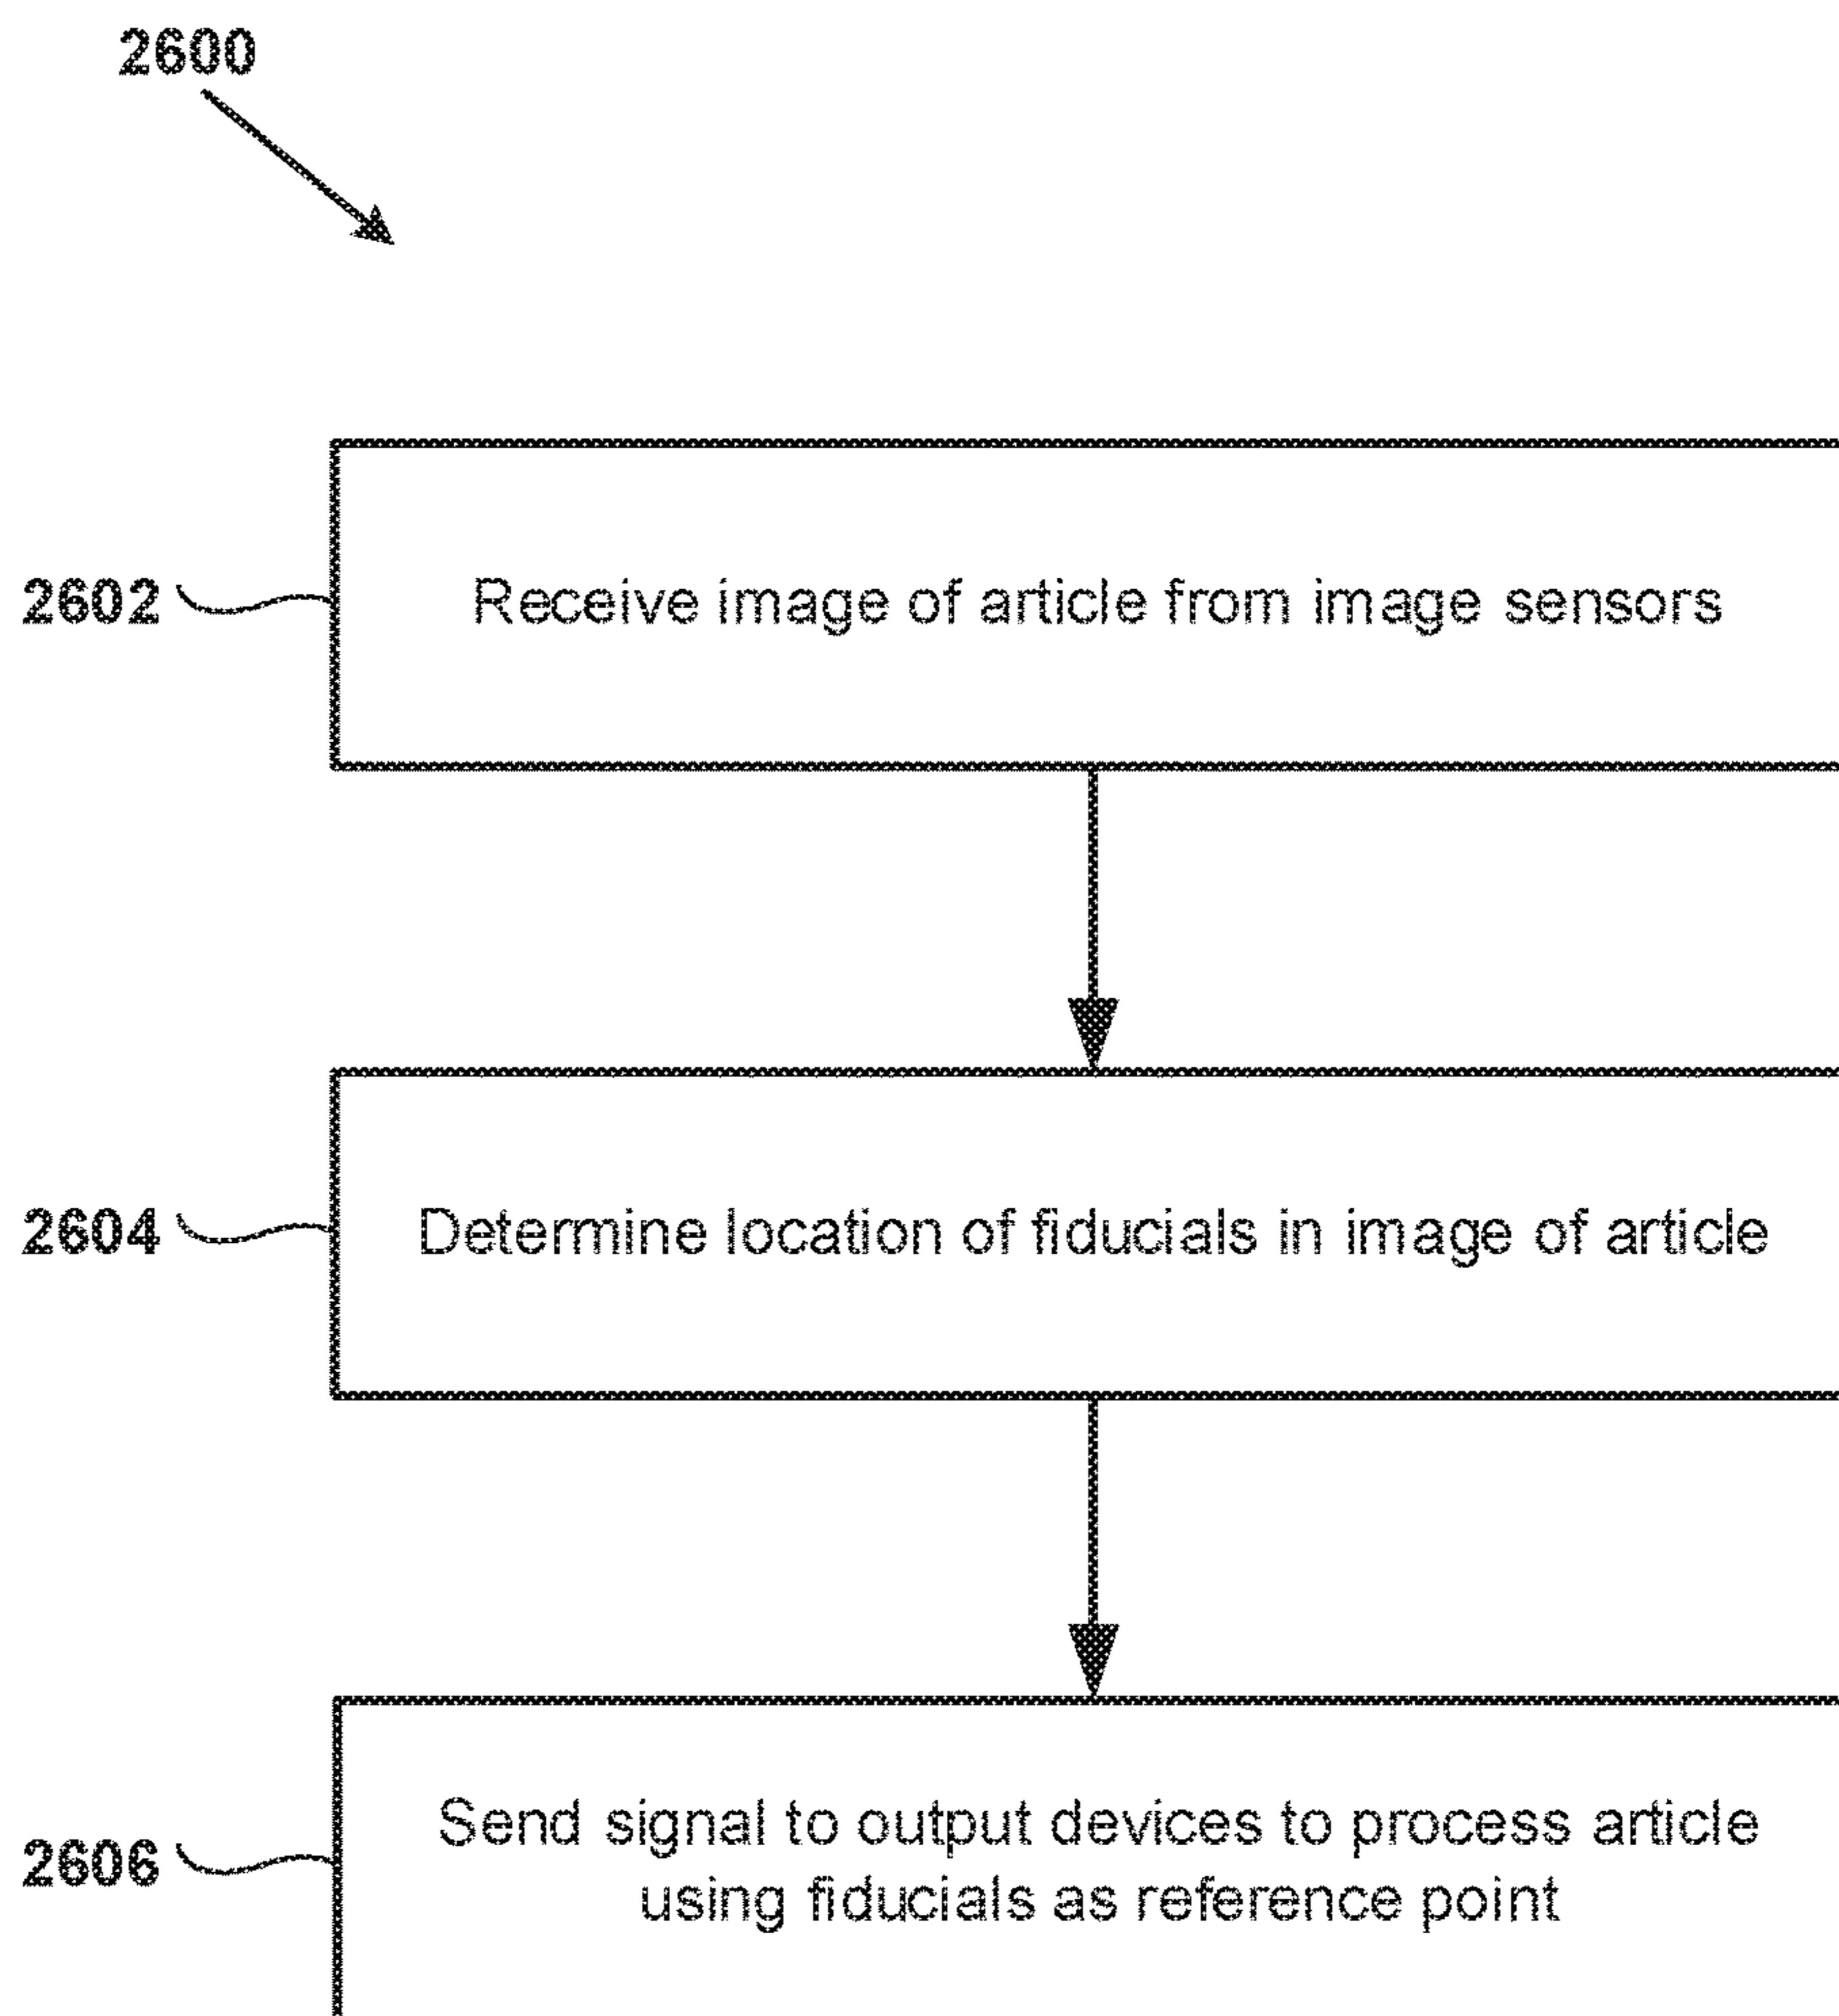 2600
2602
Receive image of article from image sensors
2604
Determine location of fiducials in image of article
2606
Send signal to output devices to process article
using fiducials as reference point